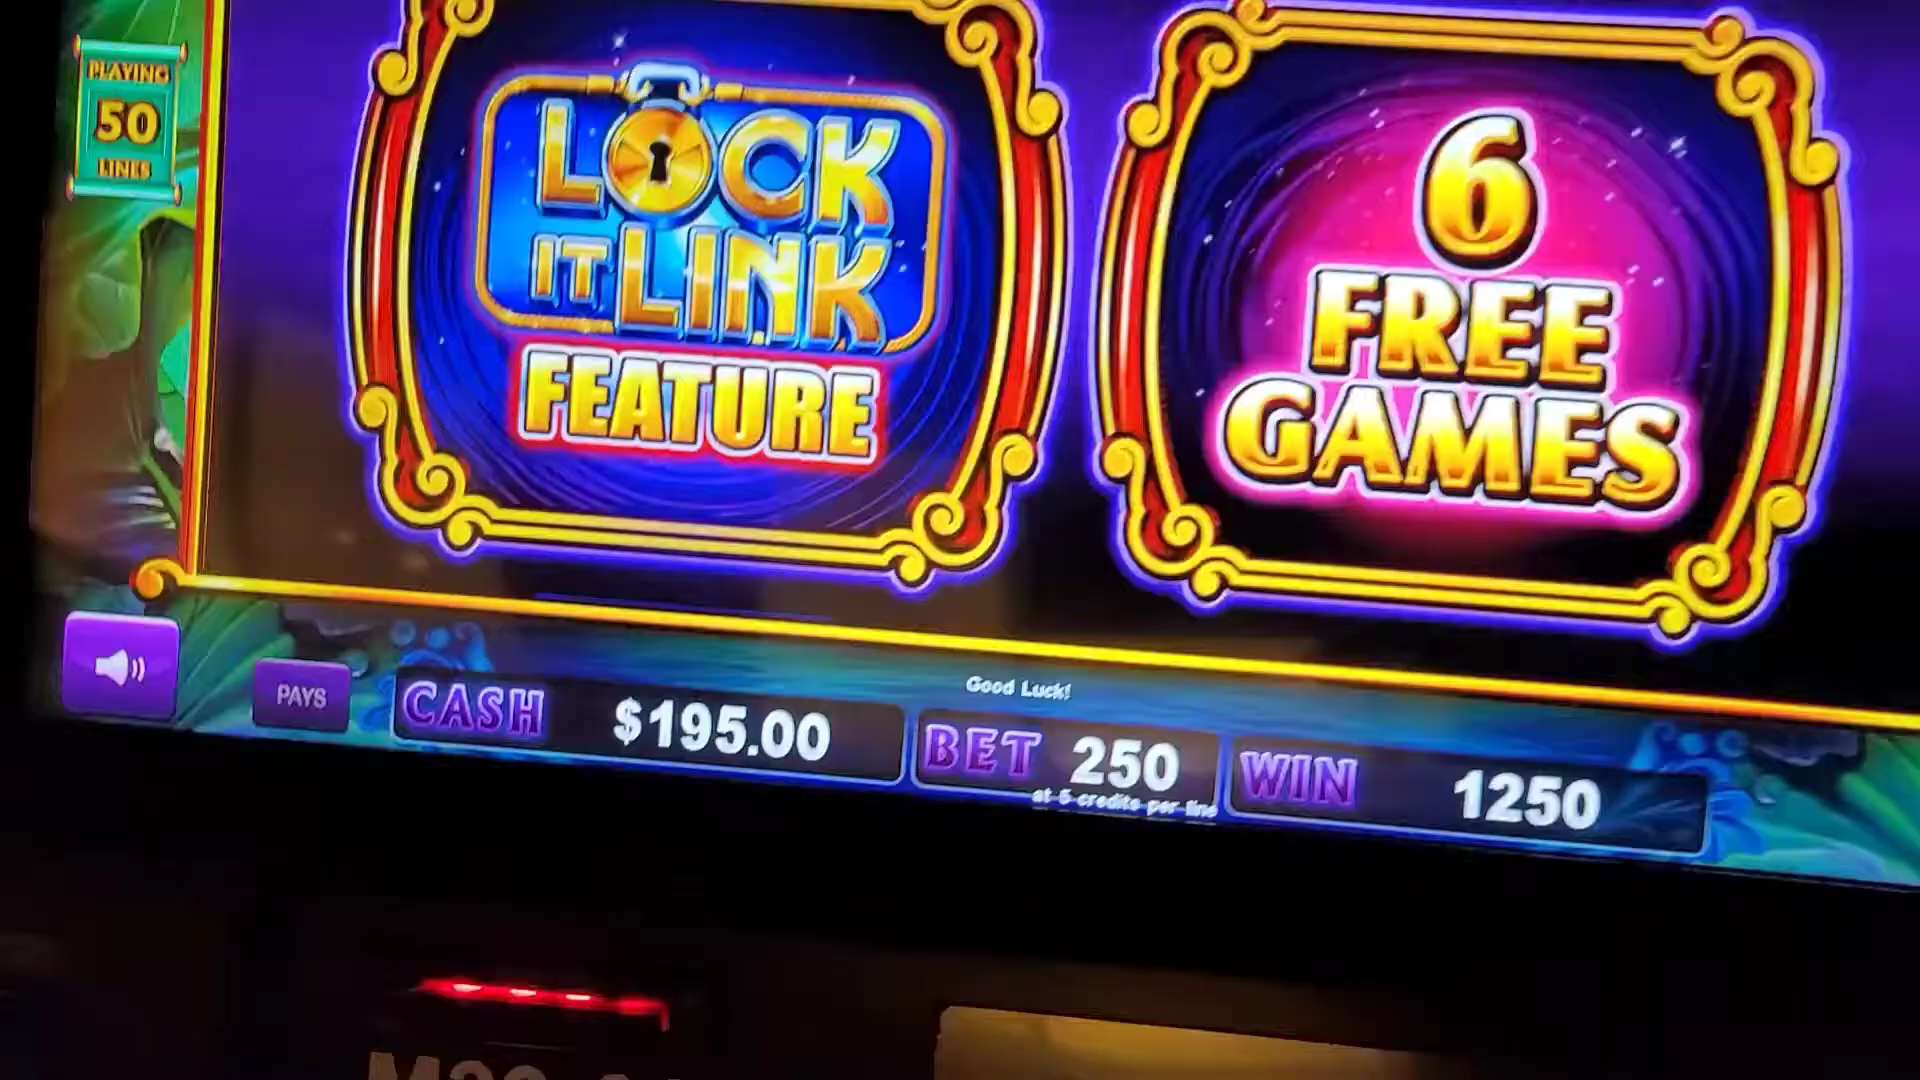 PLAYING
50
LINES
LOCK
IT LINK
FEATURE
6
FREE
GAMES
Good Luck!
PAYS
CASH $195.00
BET 250
at 5 credits per line
WIN 1250